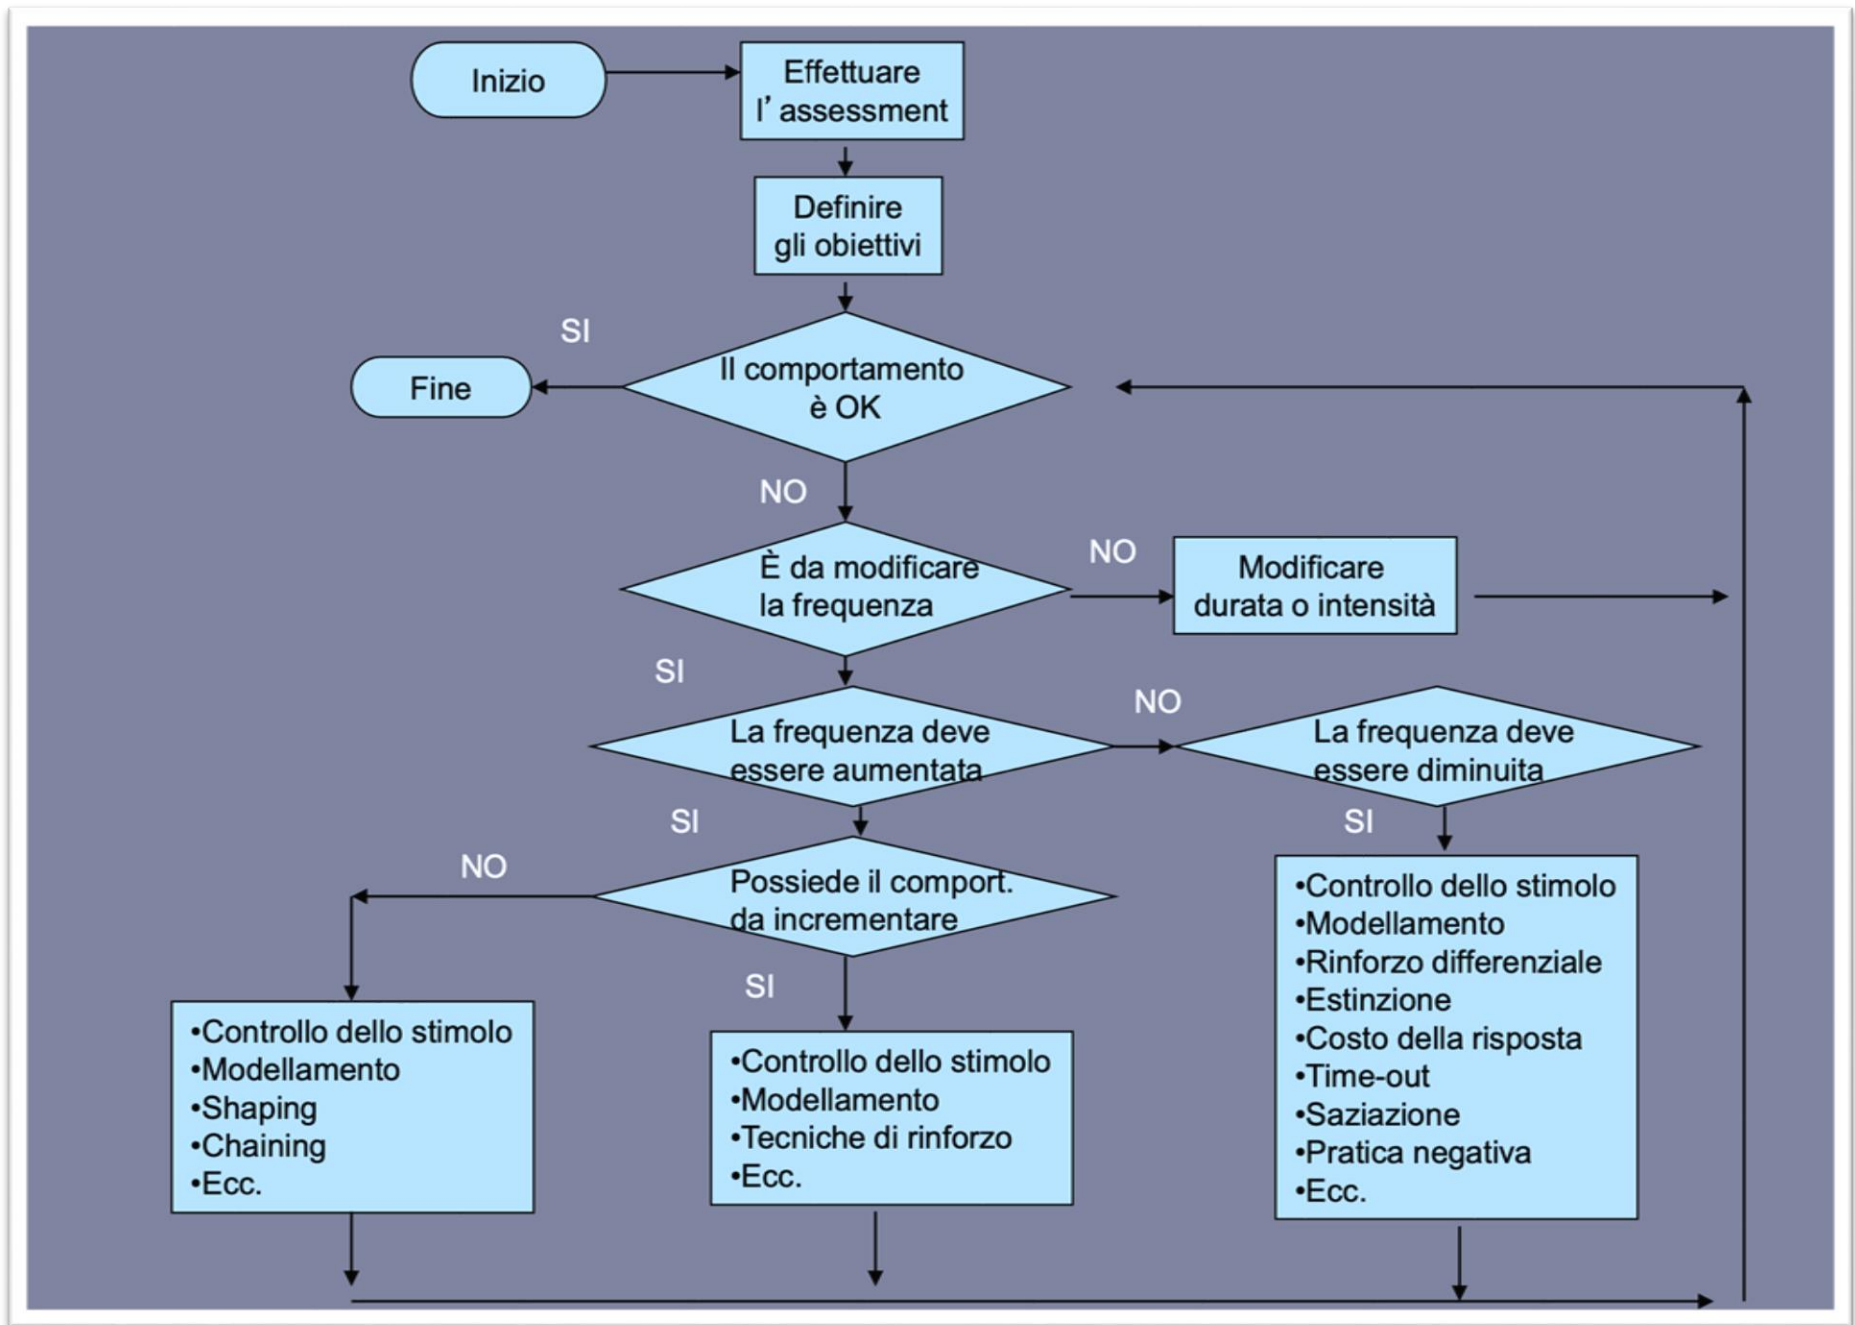 Inizio
Effettuare
l’ assessment
Definire
gli obiettivi
SI
Fine
Il comportamento
è OK
NO
È da modificare
la frequenza
NO
Modificare
durata o intensità
SI
La frequenza deve
essere aumentata
NO
La frequenza deve
essere diminuita
SI
SI
NO
Possiede il comport.
da incrementare
SI
•Controllo dello stimolo
•Modellamento
•Shaping
•Chaining
•Ecc.
•Controllo dello stimolo
•Modellamento
•Tecniche di rinforzo
•Ecc.
•Controllo dello stimolo
•Modellamento
•Rinforzo differenziale
•Estinzione
•Costo della risposta
•Time-out
•Saziazione
•Pratica negativa
•Ecc.